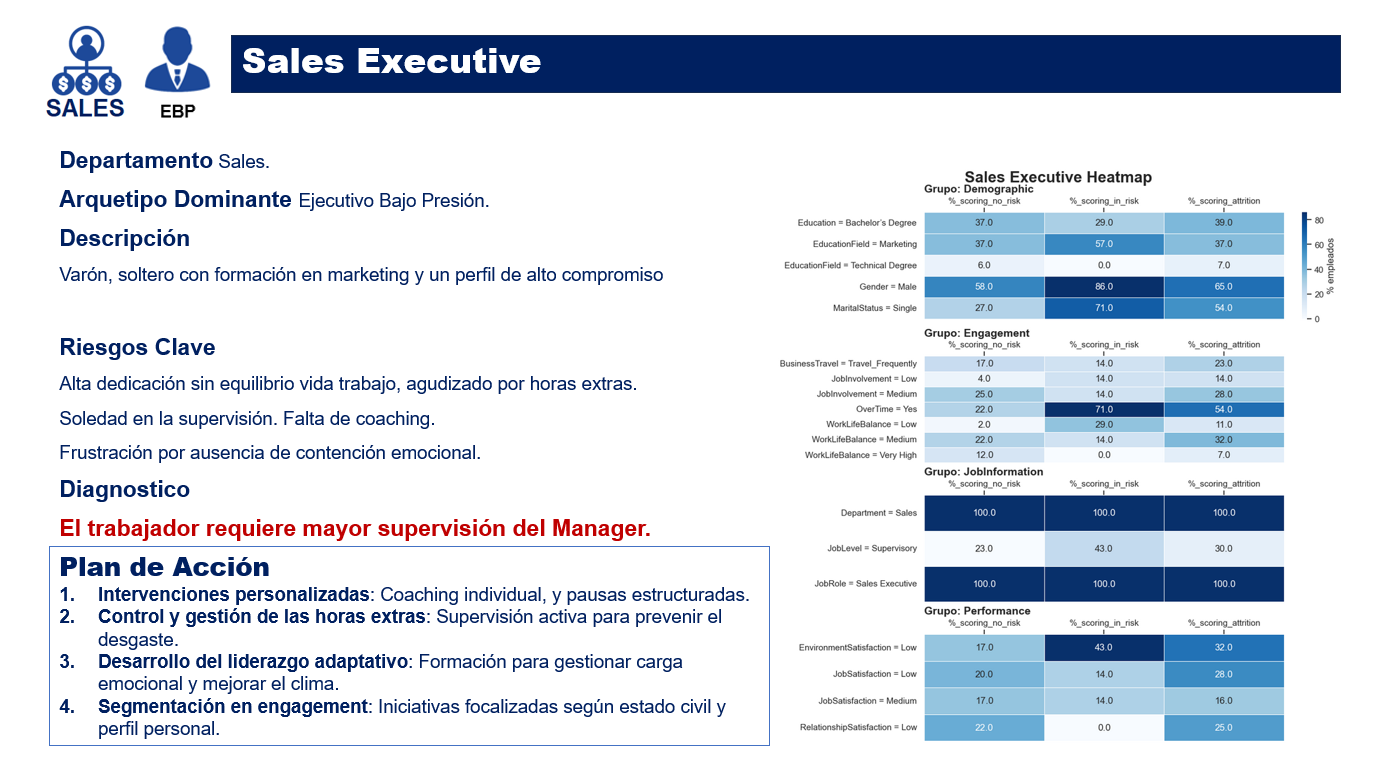 SALES
EBP
Sales Executive
Departamento Sales.
Arquetipo Dominante Ejecutivo Bajo Presión.
Descripción
Varón, soltero con formación en marketing y un perfil de alto compromiso
Riesgos Clave
Alta dedicación sin equilibrio vida trabajo, agudizado por horas extras.
Soledad en la supervisión. Falta de coaching.
Frustración por ausencia de contención emocional.
Diagnostico
El trabajador requiere mayor supervisión del Manager.
Plan de Acción
1. Intervenciones personalizadas: Coaching individual, y pausas estructuradas.
2. Control y gestión de las horas extras: Supervisión activa para prevenir el
desgaste.
3. Desarrollo del liderazgo adaptativo: Formación para gestionar carga
emocional y mejorar el clima.
4. Segmentación en engagement: Iniciativas focalizadas según estado civil y
perfil personal.
Sales Executive Heatmap
Grupo: Demographic
%_scoring_no_risk %_scoring_in_risk %_scoring_attrition
Education = Bachelor's Degree 37.0 29.0 39.0
EducationField = Marketing 37.0 57.0 37.0
EducationField = Technical Degree 6.0 0.0 7.0
Gender = Male 58.0 86.0 65.0
MaritalStatus = Single 27.0 71.0 54.0
80
60
40
20
0
% empleados
Grupo: Engagement
%_scoring_no_risk %_scoring_in_risk %_scoring_attrition
BusinessTravel = Travel_Frequently 17.0 14.0 23.0
JobInvolvement = Low 4.0 14.0 14.0
JobInvolvement = Medium 25.0 14.0 28.0
OverTime = Yes 22.0 71.0 54.0
WorkLifeBalance = Low 2.0 29.0 11.0
WorkLifeBalance = Medium 22.0 14.0 32.0
WorkLifeBalance = Very High 12.0 0.0 7.0
Grupo: JobInformation
%_scoring_no_risk %_scoring_in_risk %_scoring_attrition
Department = Sales 100.0 100.0 100.0
JobLevel = Supervisory 23.0 43.0 30.0
JobRole = Sales Executive 100.0 100.0 100.0
Grupo: Performance
%_scoring_no_risk %_scoring_in_risk %_scoring_attrition
EnvironmentSatisfaction = Low 17.0 43.0 32.0
JobSatisfaction = Low 20.0 14.0 28.0
JobSatisfaction = Medium 17.0 14.0 16.0
RelationshipSatisfaction = Low 22.0 0.0 25.0